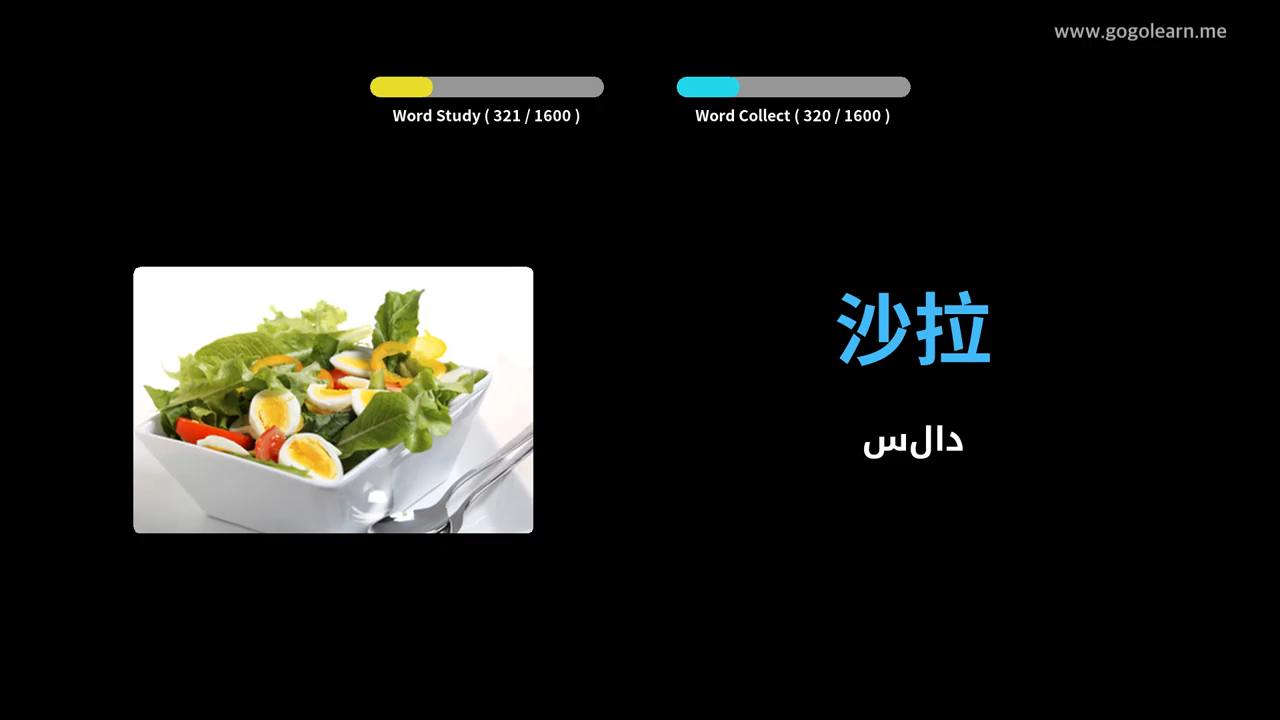 www.gogolearn.me
Word Study ( 321 / 1600 )
Word Collect ( 320 / 1600 )
沙拉
دالس